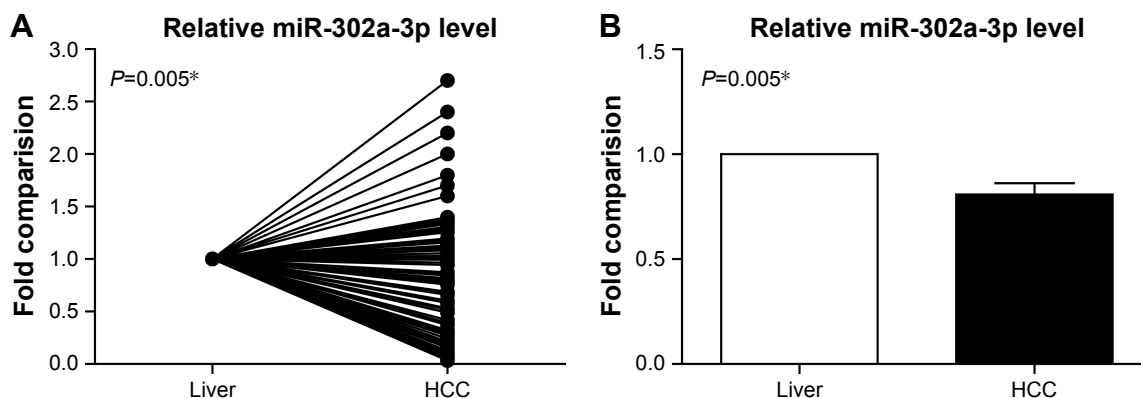 A
Relative miR-302a-3p level
P=0.005*
Fold comparision
3.0
2.5
2.0
1.5
1.0
0.5
0.0
Liver
HCC
B
Relative miR-302a-3p level
P=0.005*
Fold comparision
1.5
1.0
0.5
0.0
Liver
HCC